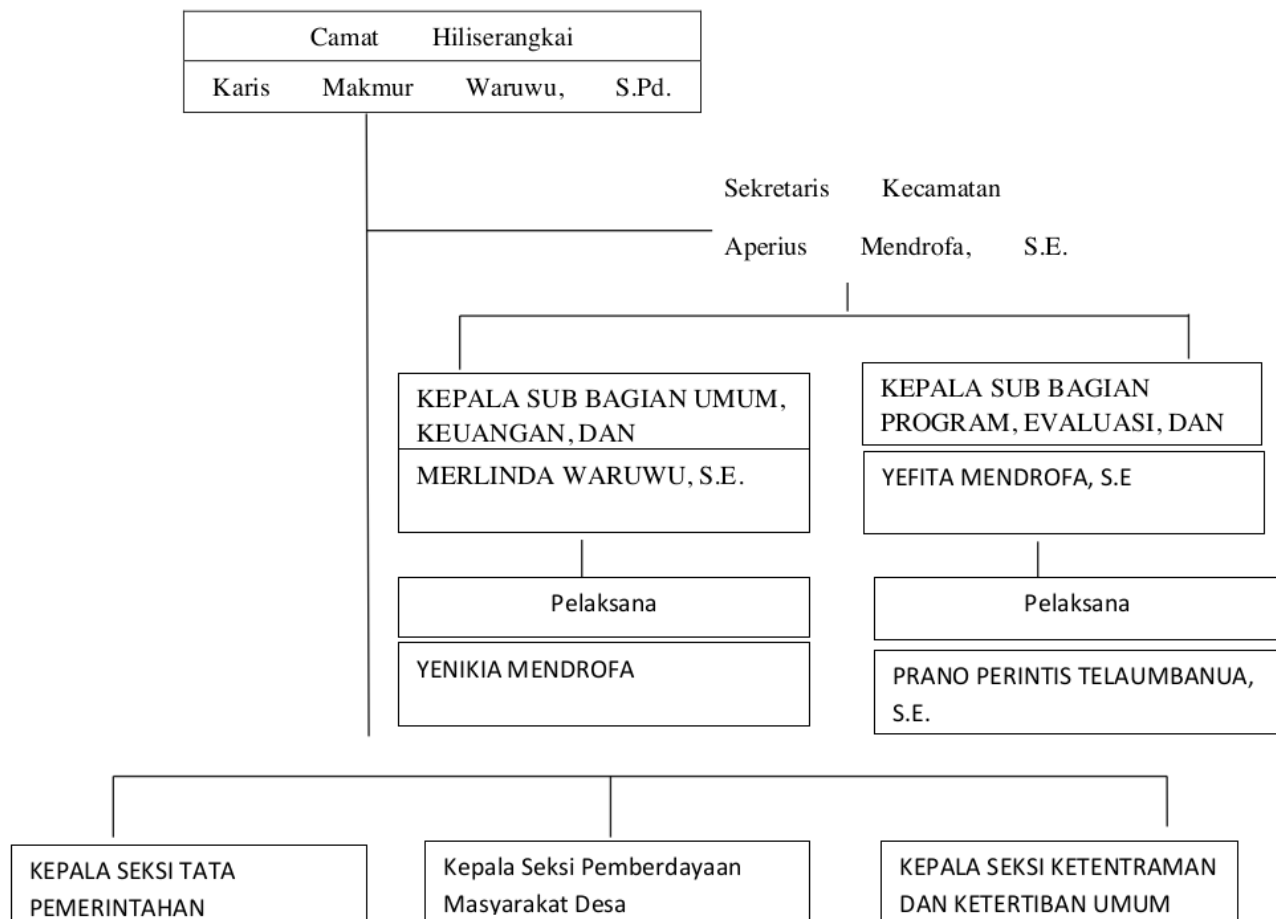 Camat Hiliserangkai
Karis Makmur Waruwu, S.Pd.
Sekretaris Kecamatan
Aperius Mendrofa, S.E.
KEPALA SUB BAGIAN UMUM,
KEUANGAN, DAN
MERLINDA WARUWU, S.E.
KEPALA SUB BAGIAN
PROGRAM, EVALUASI, DAN
YEFITA MENDROFA, S.E
Pelaksana
YENIKIA MENDROFA
Pelaksana
PRANO PERINTIS TELAUMBANUA,
S.E.
KEPALA SEKSI TATA
PEMERINTAHAN
Kepala Seksi Pemberdayaan
Masyarakat Desa
KEPALA SEKSI KETENTRAMAN
DAN KETERTIBAN UMUM